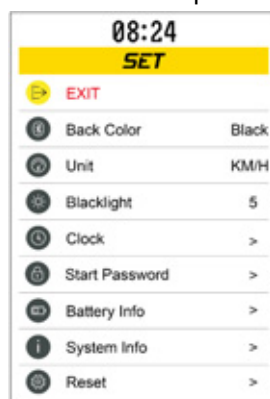 08:24
SET
EXIT
Back Color Black
Unit KM/H
Blacklight 5
Clock >
Start Password >
Battery Info >
System Info >
Reset >